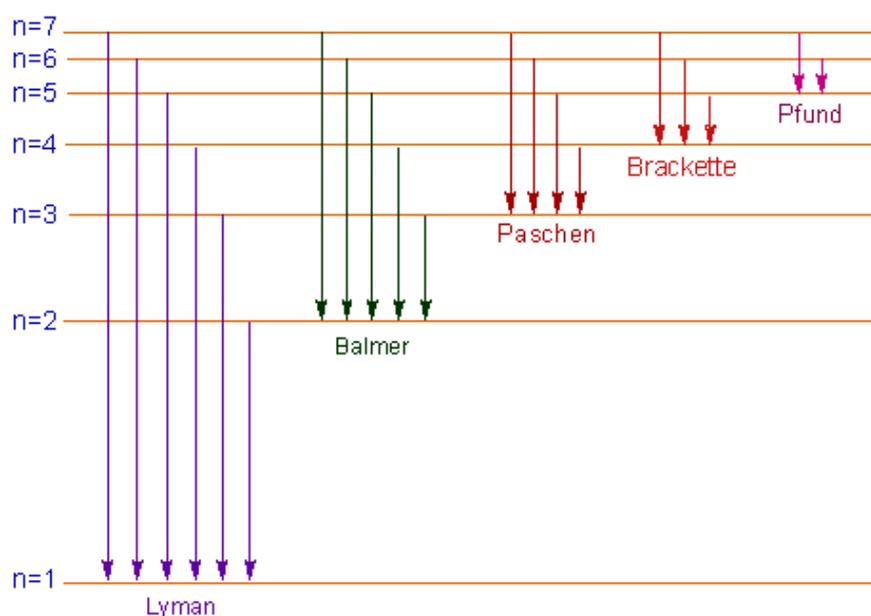 n=7
n=6
n=5
Pfund
n=4
Brackette
n=3
Paschen
n=2
Balmer
n=1
Lyman